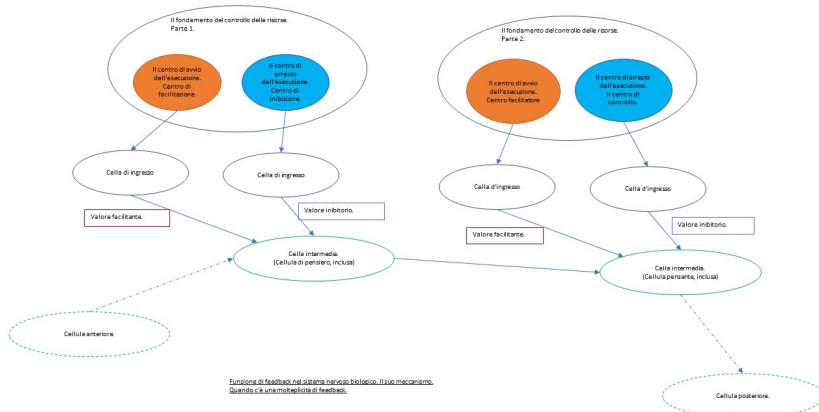 Il fondamento del controllo delle risorse.
Parte 1.
Il centro di avvio
dell'esecuzione.
Centro di
facilitazione.
Il centro di
arresto
dell'esecuzione.
Centro di
inibizione.
Il fondamento del controllo delle risorse.
Parte 2.
Il centro di avvio
dell'esecuzione.
Centro facilitatore.
Il centro di arresto
dell'esecuzione.
Il centro di
controllo.
Cella di ingresso
Cella di ingresso
Cella d'ingresso
Cella d'ingresso
Valore facilitante.
Valore inibitorio.
Valore facilitante.
Valore inibitorio.
Cella intermedia.
(Cellula di pensiero, inclusa)
Cella intermedia.
(Cellula pensante, inclusa)
Cellula anteriore.
Cellula posteriore.
Funzione di feedback nel sistema nervoso biologico. Il suo meccanismo.
Quando c'è una molteplicità di feedback.